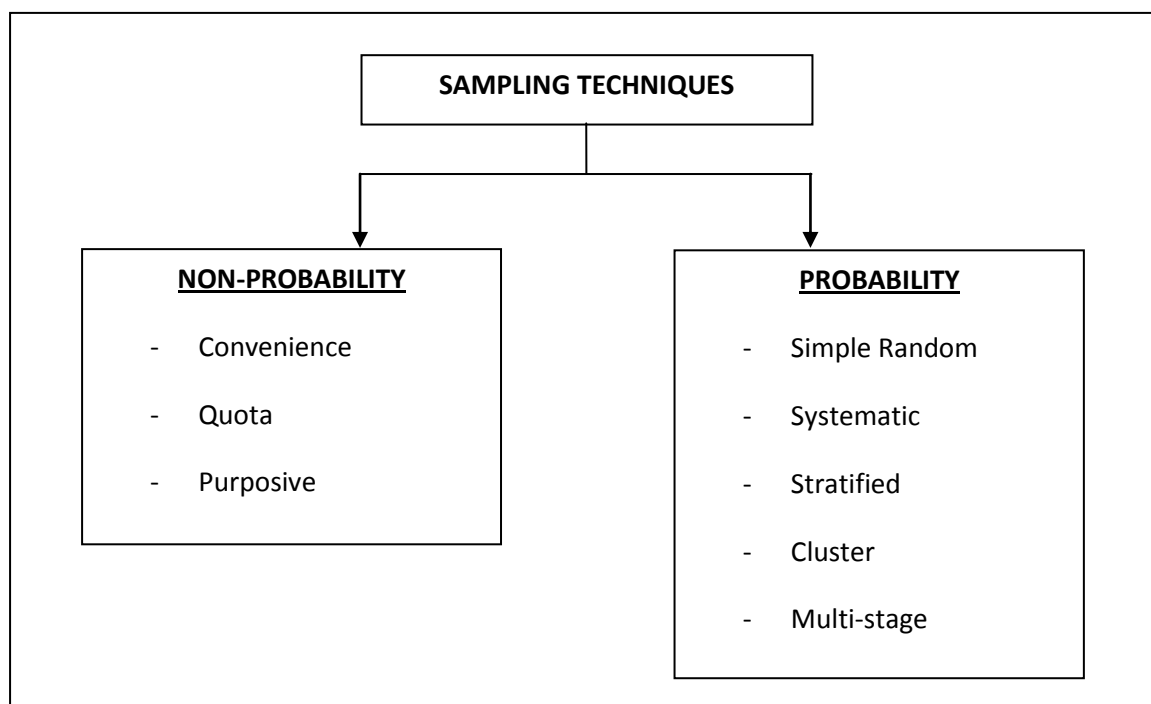 SAMPLING TECHNIQUES
NON-PROBABILITY
- Convenience
- Quota
- Purposive
PROBABILITY
- Simple Random
- Systematic
- Stratified
- Cluster
- Multi-stage